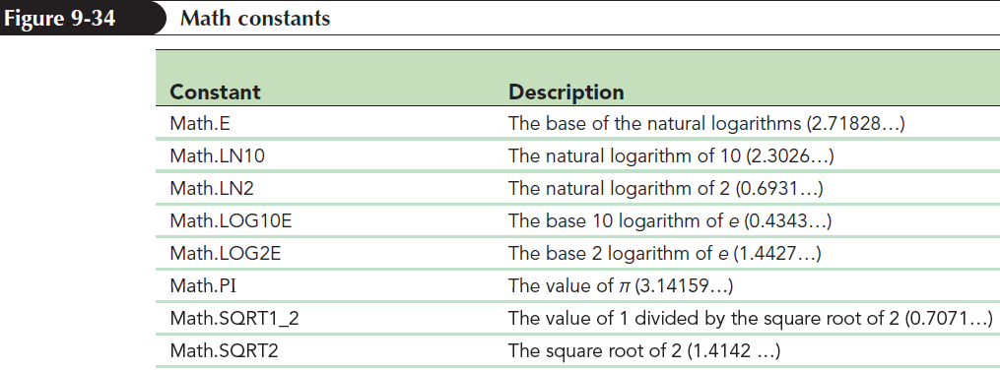 Figure 9-34 Math constants
Constant Description
Math.E The base of the natural logarithms (2.71828…)
Math.LN10 The natural logarithm of 10 (2.3026…)
Math.LN2 The natural logarithm of 2 (0.6931…)
Math.LOG10E The base 10 logarithm of e (0.4343…)
Math.LOG2E The base 2 logarithm of e (1.4427…)
Math.PI The value of π (3.14159…)
Math.SQRT1_2 The value of 1 divided by the square root of 2 (0.7071…)
Math.SQRT2 The square root of 2 (1.4142 …)